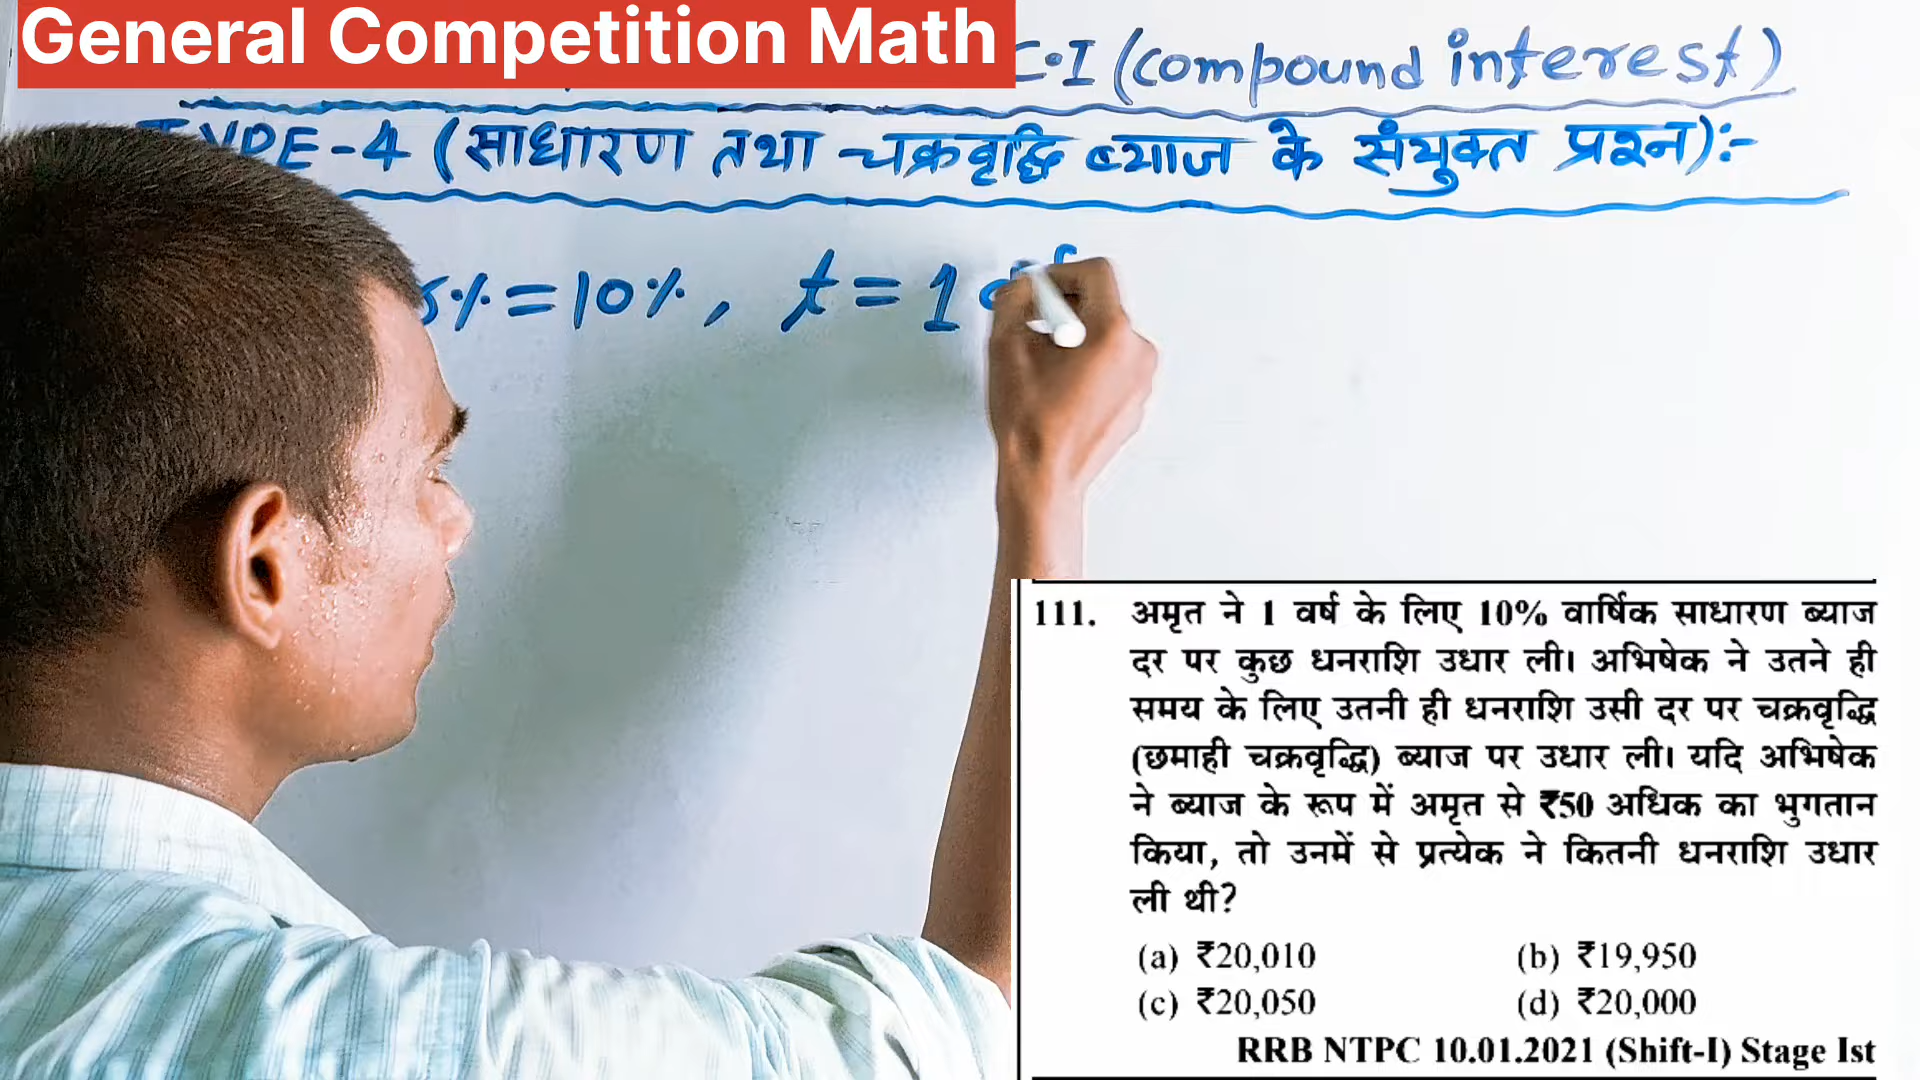 General Competition Math
C.I (compound interest)
TYPE-4 (साधारण तथा चक्रवृद्धि ब्याज के संयुक्त प्रश्न):-
% = 10%, t = 1
111. अमृत ने 1 वर्ष के लिए 10% वार्षिक साधारण ब्याज
दर पर कुछ धनराशि उधार ली। अभिषेक ने उतने ही
समय के लिए उतनी ही धनराशि उसी दर पर चक्रवृद्धि
(छमाही चक्रवृद्धि) ब्याज पर उधार ली। यदि अभिषेक
ने ब्याज के रूप में अमृत से ₹50 अधिक का भुगतान
किया, तो उनमें से प्रत्येक ने कितनी धनराशि उधार
ली थी?
(a) ₹20,010 (b) ₹19,950
(c) ₹20,050 (d) ₹20,000
RRB NTPC 10.01.2021 (Shift-I) Stage Ist